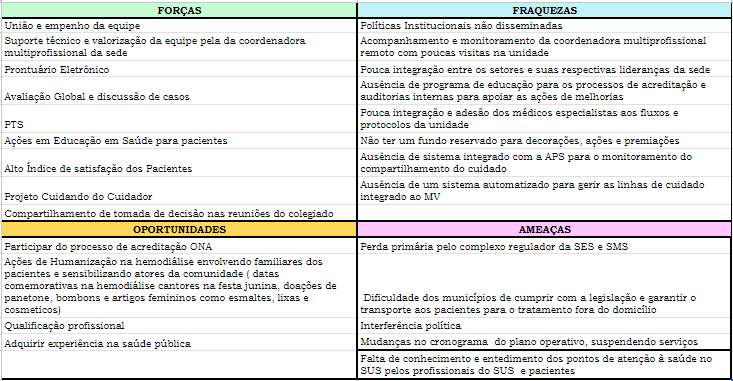 FORÇAS
União e empenho da equipe
Suporte técnico e valorização da equipe pela da coordenadora
multiprofissional da sede
Prontuário Eletrônico
Avaliação Global e discussão de casos
PTS
Ações em Educação em Saúde para pacientes
Alto Índice de satisfação dos Pacientes
Projeto Cuidando do Cuidador
Compartilhamento de tomada de decisão nas reuniões do colegiado
FRAQUEZAS
Políticas Institucionais não disseminadas
Acompanhamento e monitoramento da coordenadora multiprofissional
remoto com poucas visitas na unidade
Pouca integração entre os setores e suas respectivas lideranças da sede
Ausência de programa de educação para os processos de acreditação e
auditorias internas para apoiar as ações de melhorias
Pouca integração e adesão dos médicos especialistas aos fluxos e
protocolos da unidade
Não ter um fundo reservado para decorações, ações e premiações
Ausência de sistema integrado com a APS para o monitoramento do
compartilhamento do cuidado
Ausência de um sistema automatizado para gerir as linhas de cuidado
integrado ao MV
OPORTUNIDADES
Participar do processo de acreditação ONA
Ações de Humanização na hemodiálise envolvendo familiares dos
pacientes e sensibilizando atores da comunidade ( datas
comemorativas na hemodiálise cantores na festa junina, doações de
panetone, bombons e artigos femininos como esmaltes, lixas e
cosmeticos)
Qualificação profissional
Adquirir experiência na saúde pública
AMEAÇAS
Perda primária pelo complexo regulador da SES e SMS
Dificuldade dos municípios de cumprir com a legislação e garantir o
transporte aos pacientes para o tratamento fora do domicílio
Interferência política
Mudanças no cronograma do plano operativo, suspendendo serviços
Falta de conhecimento e entedimento dos pontos de atenção à saúde no
SUS pelos profissionais do SUS e pacientes